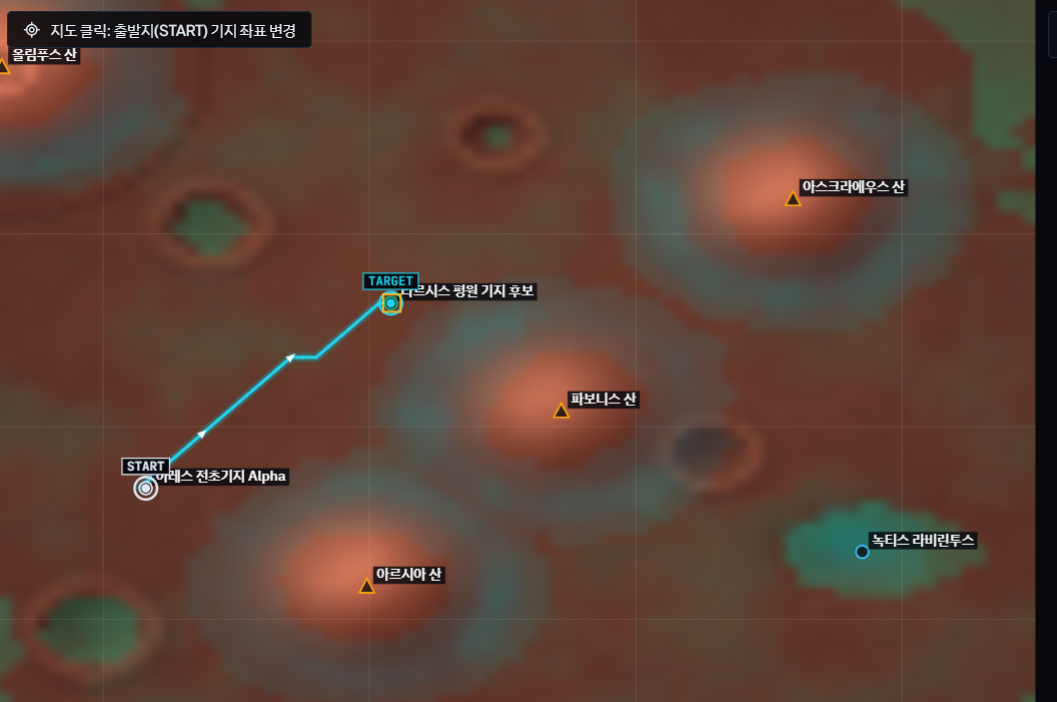 지도 클릭: 출발지(START) 기지 좌표 변경
올림푸스 산
아스크라에우스 산
TARGET
타르시스 평원 기지 후보
파보니스 산
START
아레스 전초기지 Alpha
녹티스 라비린투스
아르시아 산